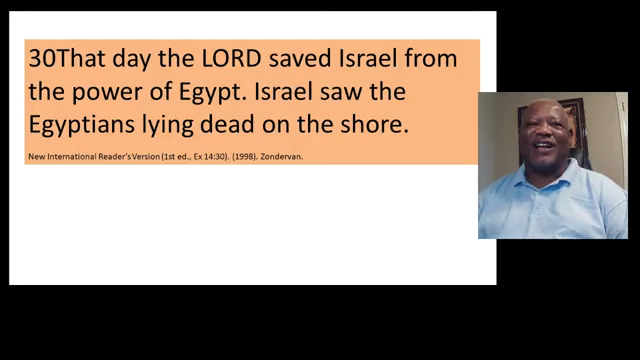 30That day the LORD saved Israel from
the power of Egypt. Israel saw the
Egyptians lying dead on the shore.
New International Reader's Version (1st ed., Ex 14:30). (1998). Zondervan.